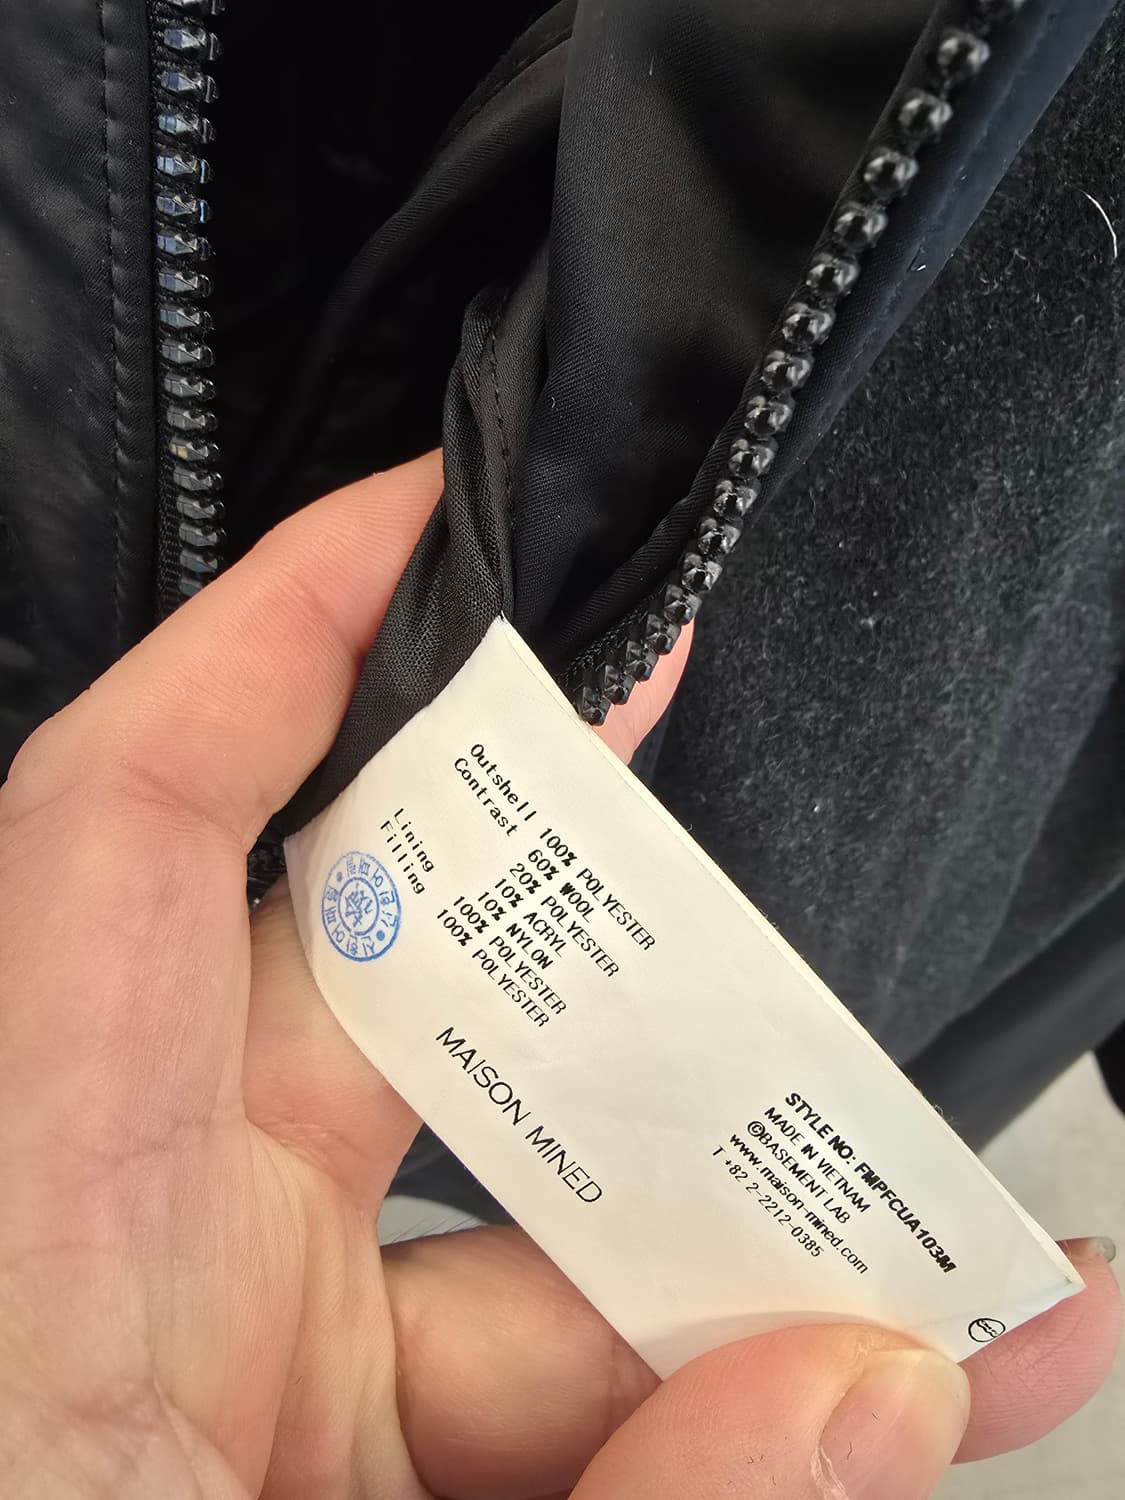 Outshell 100% POLYESTER
Contrast 60% WOOL
20% POLYESTER
10% ACRYL
10% NYLON
Lining 100% POLYESTER
Filling 100% POLYESTER
MAISON MINED
STYLE NO: FMPFCUA103M
MADE IN VIETNAM
©BASEMENT LAB
www.maison-mined.com
T +82 2-2212-0385